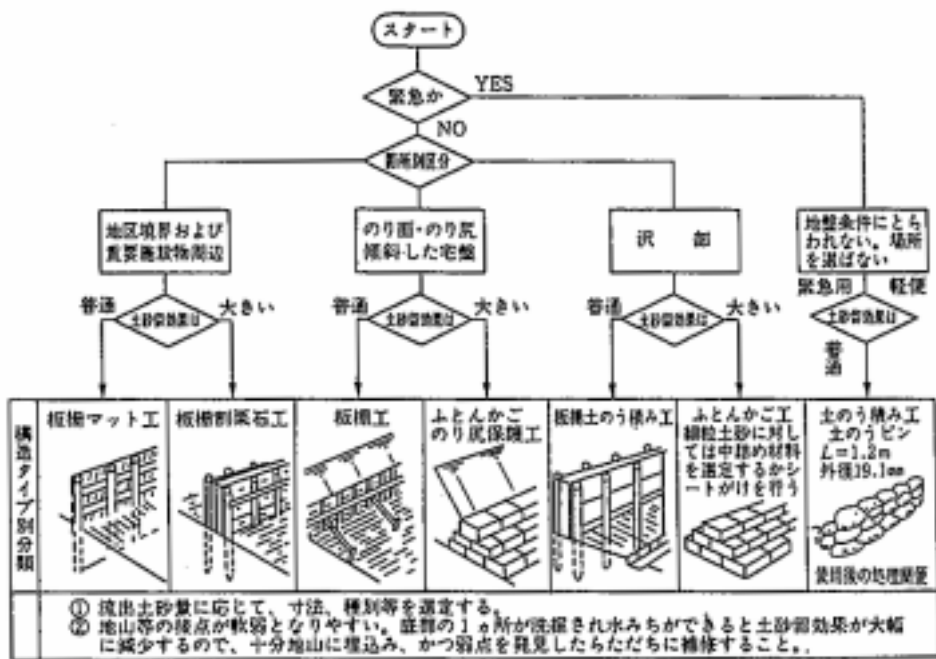 スタート
緊急か
YES
NO
箇所別区分
地区境界および
重要施設物周辺
のり面・のり尻
傾斜した宅盤
沢部
地盤条件にとら
われない。場所
を選ばない
普通
土砂留効果は
大きい
普通
土砂留効果は
大きい
普通
土砂留効果は
大きい
緊急用 軽便
土砂留効果は
普通
構造タイプ別分類
板柵マット工
板柵割栗石工
板柵工
ふとんかご
のり尻保護工
板柵土のう積み工
ふとんかご工
細粒土砂に対し
ては中詰め材料
を選定するかシ
ートがけを行う
土のう積み工
土のうピン
L=1.2m
外径19.1mm
使用後の処理簡便
① 流出土砂量に応じて、寸法、種別等を選定する。
② 地山等の接点が軟弱となりやすい。底部の1ヵ所が洗掘され水みちができると土砂留効果が大幅
に減少するので、十分地山に埋込み、かつ弱点を発見したらただちに補修すること。